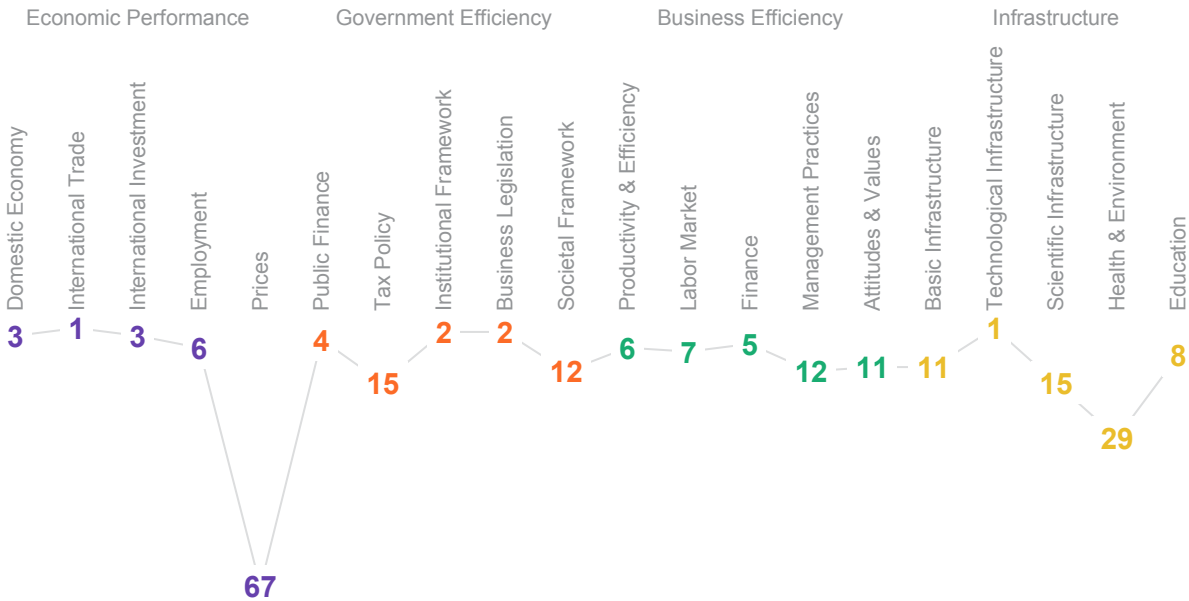 Economic Performance
Government Efficiency
Business Efficiency
Infrastructure
Domestic Economy
International Trade
International Investment
Employment
Prices
Public Finance
Tax Policy
Institutional Framework
Business Legislation
Societal Framework
Productivity & Efficiency
Labor Market
Finance
Management Practices
Attitudes & Values
Basic Infrastructure
Technological Infrastructure
Scientific Infrastructure
Health & Environment
Education
3
1
3
6
67
4
15
2
2
12
6
7
5
12
11
11
1
15
29
8